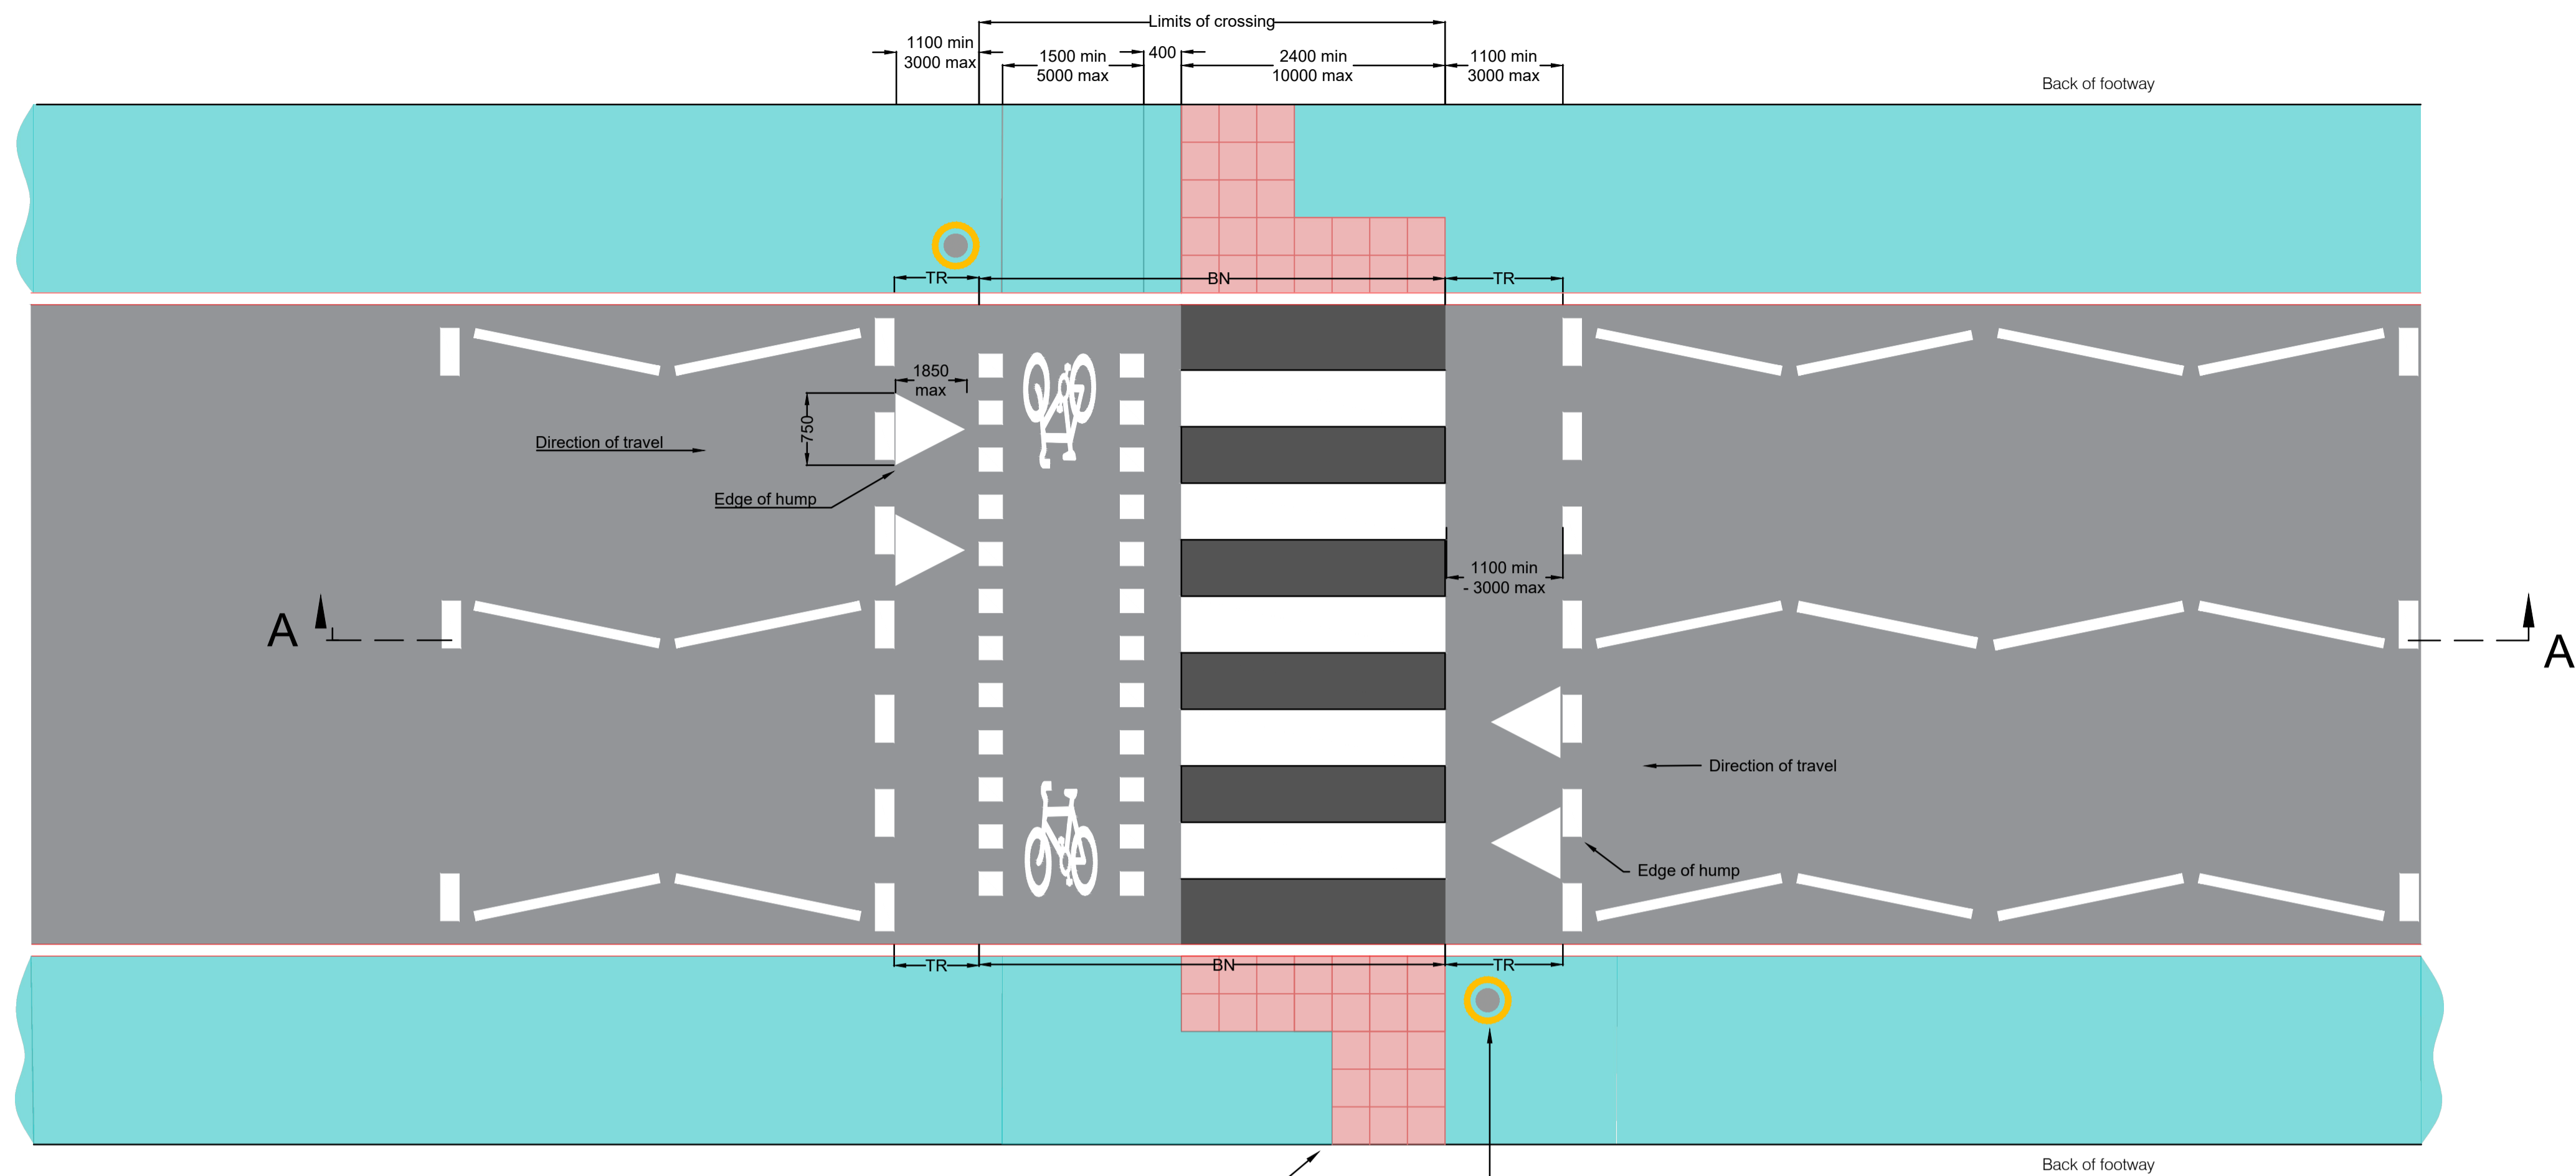 Limits of crossing
1100 min
3000 max
1500 min
5000 max
400
2400 min
10000 max
1100 min
3000 max
Back of footway
TR
BN
TR
1850
max
750
Direction of travel
Edge of hump
1100 min
- 3000 max
A
A
Direction of travel
Edge of hump
TR
BN
TR
Back of footway